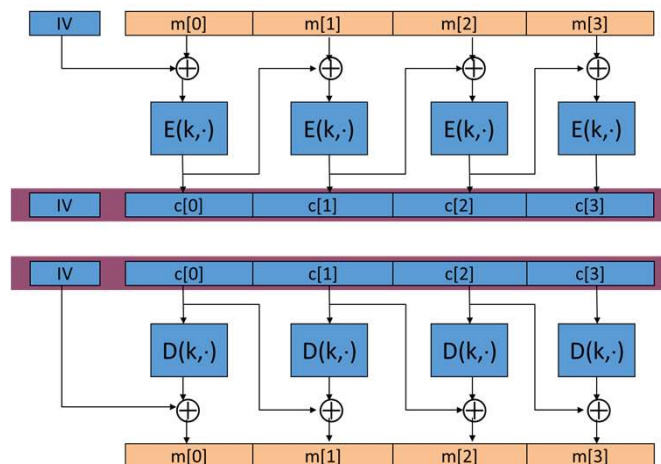 IV m[0] m[1] m[2] m[3]
E(k,·) E(k,·) E(k,·) E(k,·)
IV c[0] c[1] c[2] c[3]
IV c[0] c[1] c[2] c[3]
D(k,·) D(k,·) D(k,·) D(k,·)
m[0] m[1] m[2] m[3]